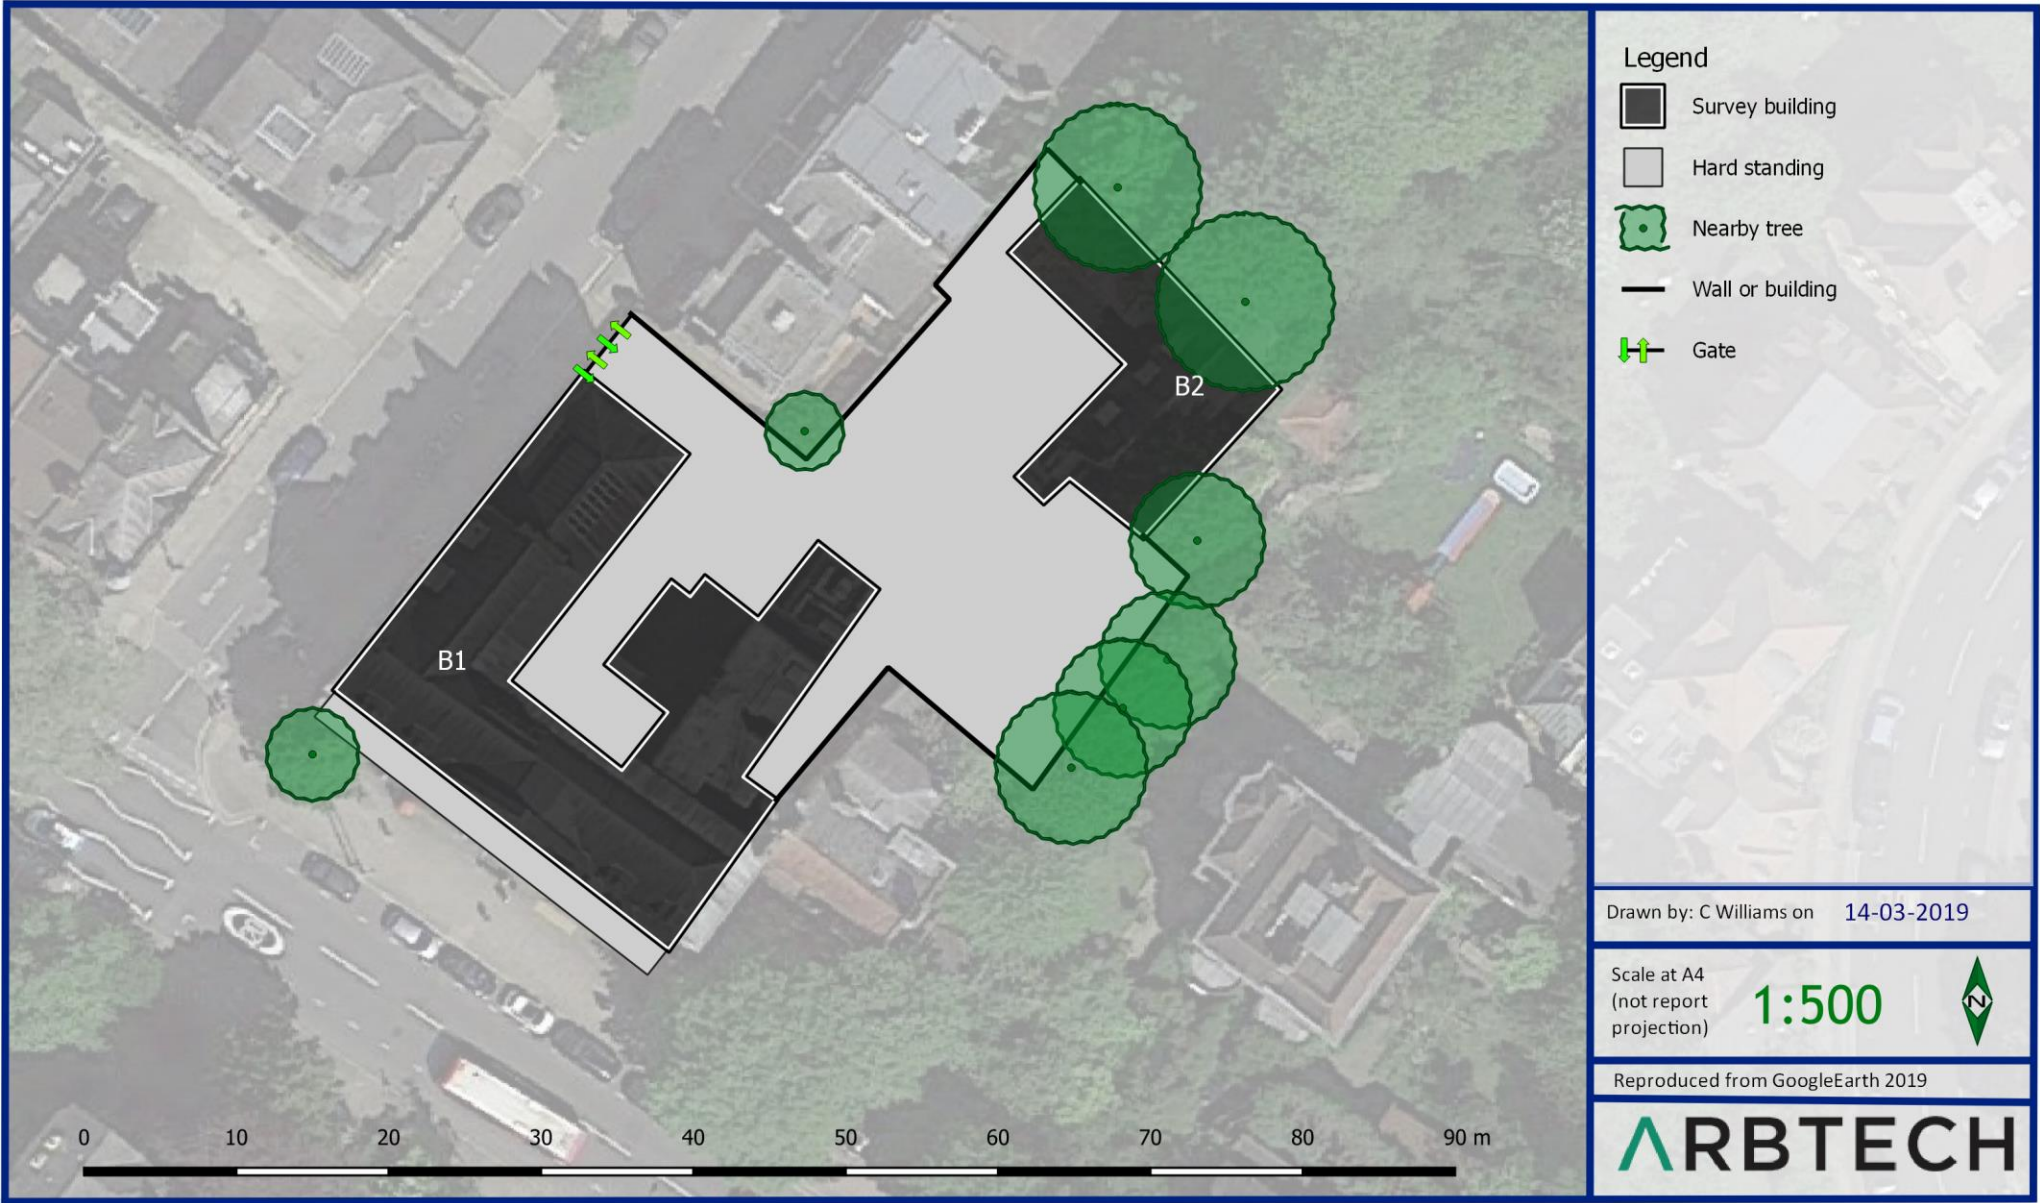 Legend
Survey building
Hard standing
Nearby tree
Wall or building
Gate
B2
B1
Drawn by: C Williams on 14-03-2019
Scale at A4
(not report
projection)
1:500
N
Reproduced from GoogleEarth 2019
ARBTECH
0 10 20 30 40 50 60 70 80 90 m